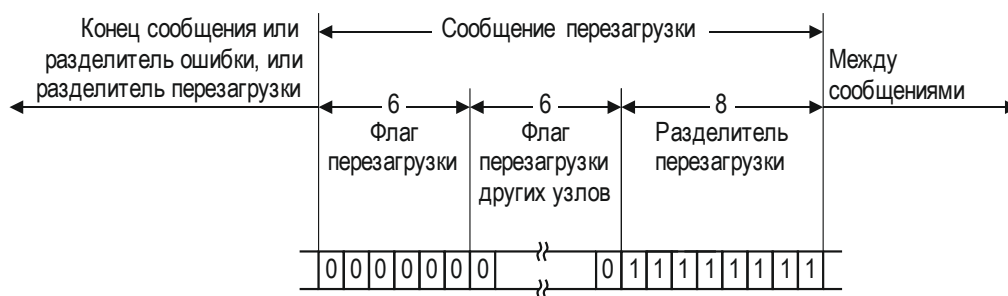 Конец сообщения или
разделитель ошибки, или
разделитель перезагрузки
Сообщение перезагрузки
Между
сообщениями
6
6
8
Флаг
перезагрузки
Флаг
перезагрузки
других узлов
Разделитель
перезагрузки
0 0 0 0 0 0 0 0 1 1 1 1 1 1 1 1